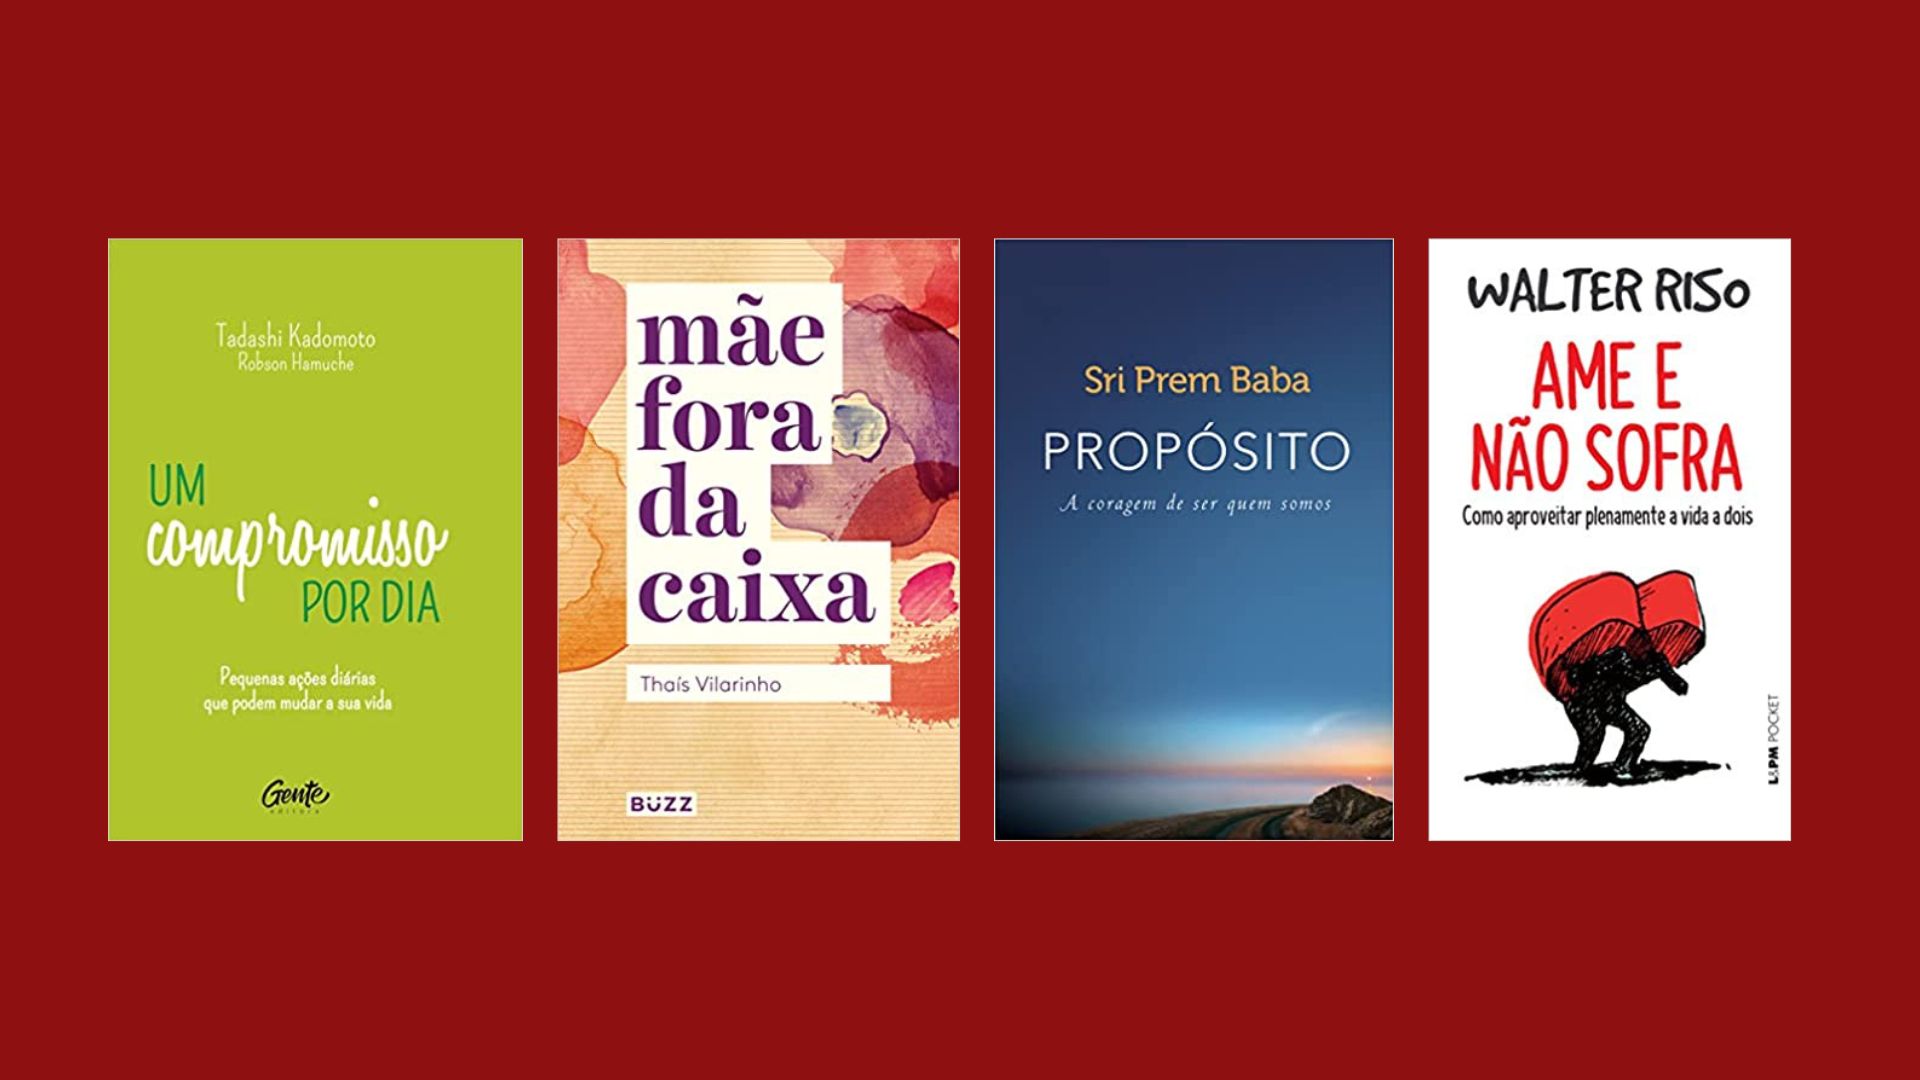 Tadashi Kadomoto
Robson Hamuche
UM
compromisso
POR DIA
Pequenas ações diárias
que podem mudar a sua vida
Gente
editora
mãe
fora
da
caixa
Thaís Vilarinho
BUZZ
Sri Prem Baba
PROPÓSITO
A coragem de ser quem somos
WALTER RISO
AME E
NÃO SOFRA
Como aproveitar plenamente a vida a dois
L&PM POCKET